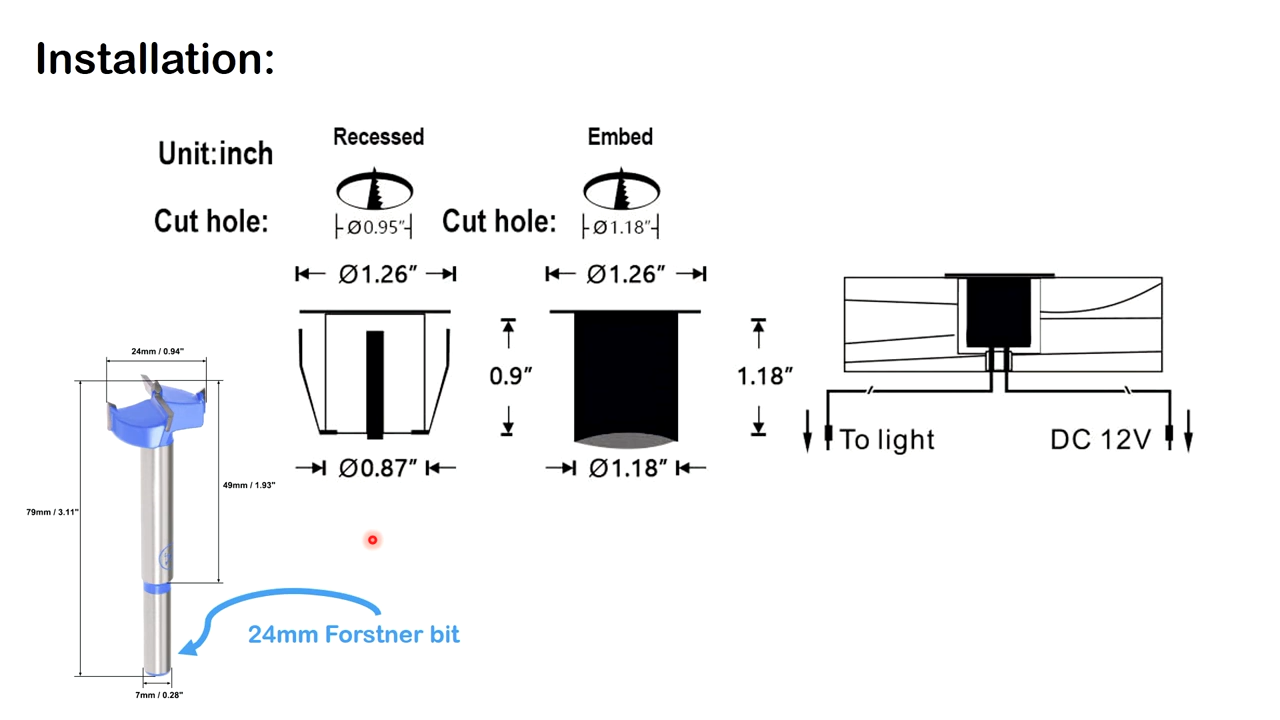 Installation:
Unit:inch
Recessed
Embed
Cut hole:
Ø0.95”
Cut hole:
Ø1.18”
Ø1.26”
Ø1.26”
0.9”
1.18”
Ø0.87”
Ø1.18”
To light
DC 12V
24mm / 0.94"
49mm / 1.93"
79mm / 3.11"
24mm Forstner bit
7mm / 0.28"